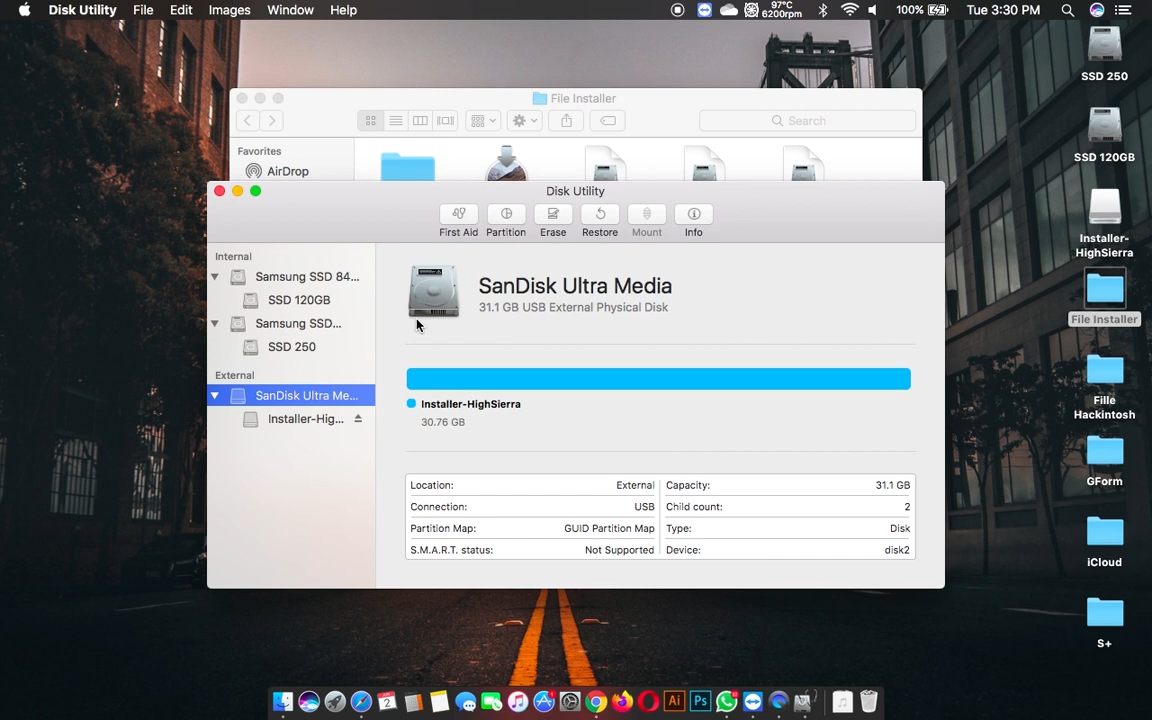 Disk Utility File Edit Images Window Help 97°C 6200rpm 100% Tue 3:30 PM
File Installer
Search
Favorites
AirDrop
Disk Utility
First Aid Partition Erase Restore Mount Info
Internal
Samsung SSD 84...
SSD 120GB
Samsung SSD...
SSD 250
External
SanDisk Ultra Me...
Installer-Hig...
SanDisk Ultra Media
31.1 GB USB External Physical Disk
Installer-HighSierra
30.76 GB
Location: External
Connection: USB
Partition Map: GUID Partition Map
S.M.A.R.T. status: Not Supported
Capacity: 31.1 GB
Child count: 2
Type: Disk
Device: disk2
SSD 250
SSD 120GB
Installer-
HighSierra
File Installer
Fille
Hackintosh
GForm
iCloud
S+
2
Ai
Ps